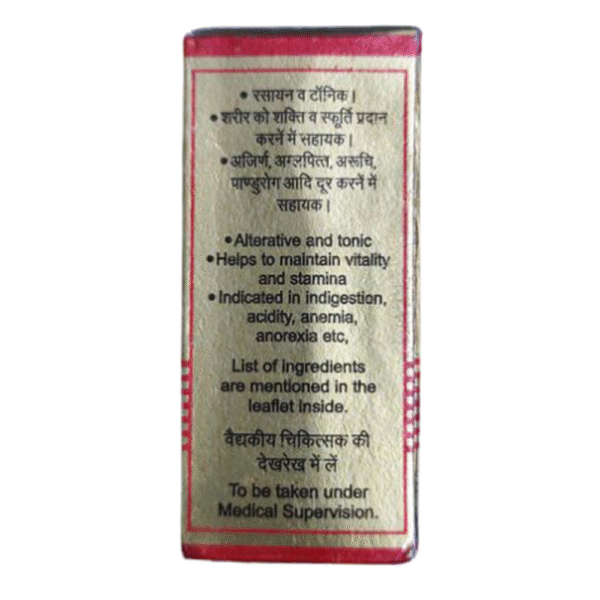 • रसायन व टॉनिक।
• शरीर को शक्ति व स्फूर्ति प्रदान
करनें में सहायक।
• अजिर्ण, अम्लपित्त, अरूचि,
पाण्डुरोग आदि दूर करनें में
सहायक।
• Alterative and tonic
• Helps to maintain vitality
and stamina
• Indicated in indigestion,
acidity, anemia,
anorexia etc,
List of ingredients
are mentioned in the
leaflet Inside.
वैद्यकीय चिकित्सक की
देखरेख में लें
To be taken under
Medical Supervision.